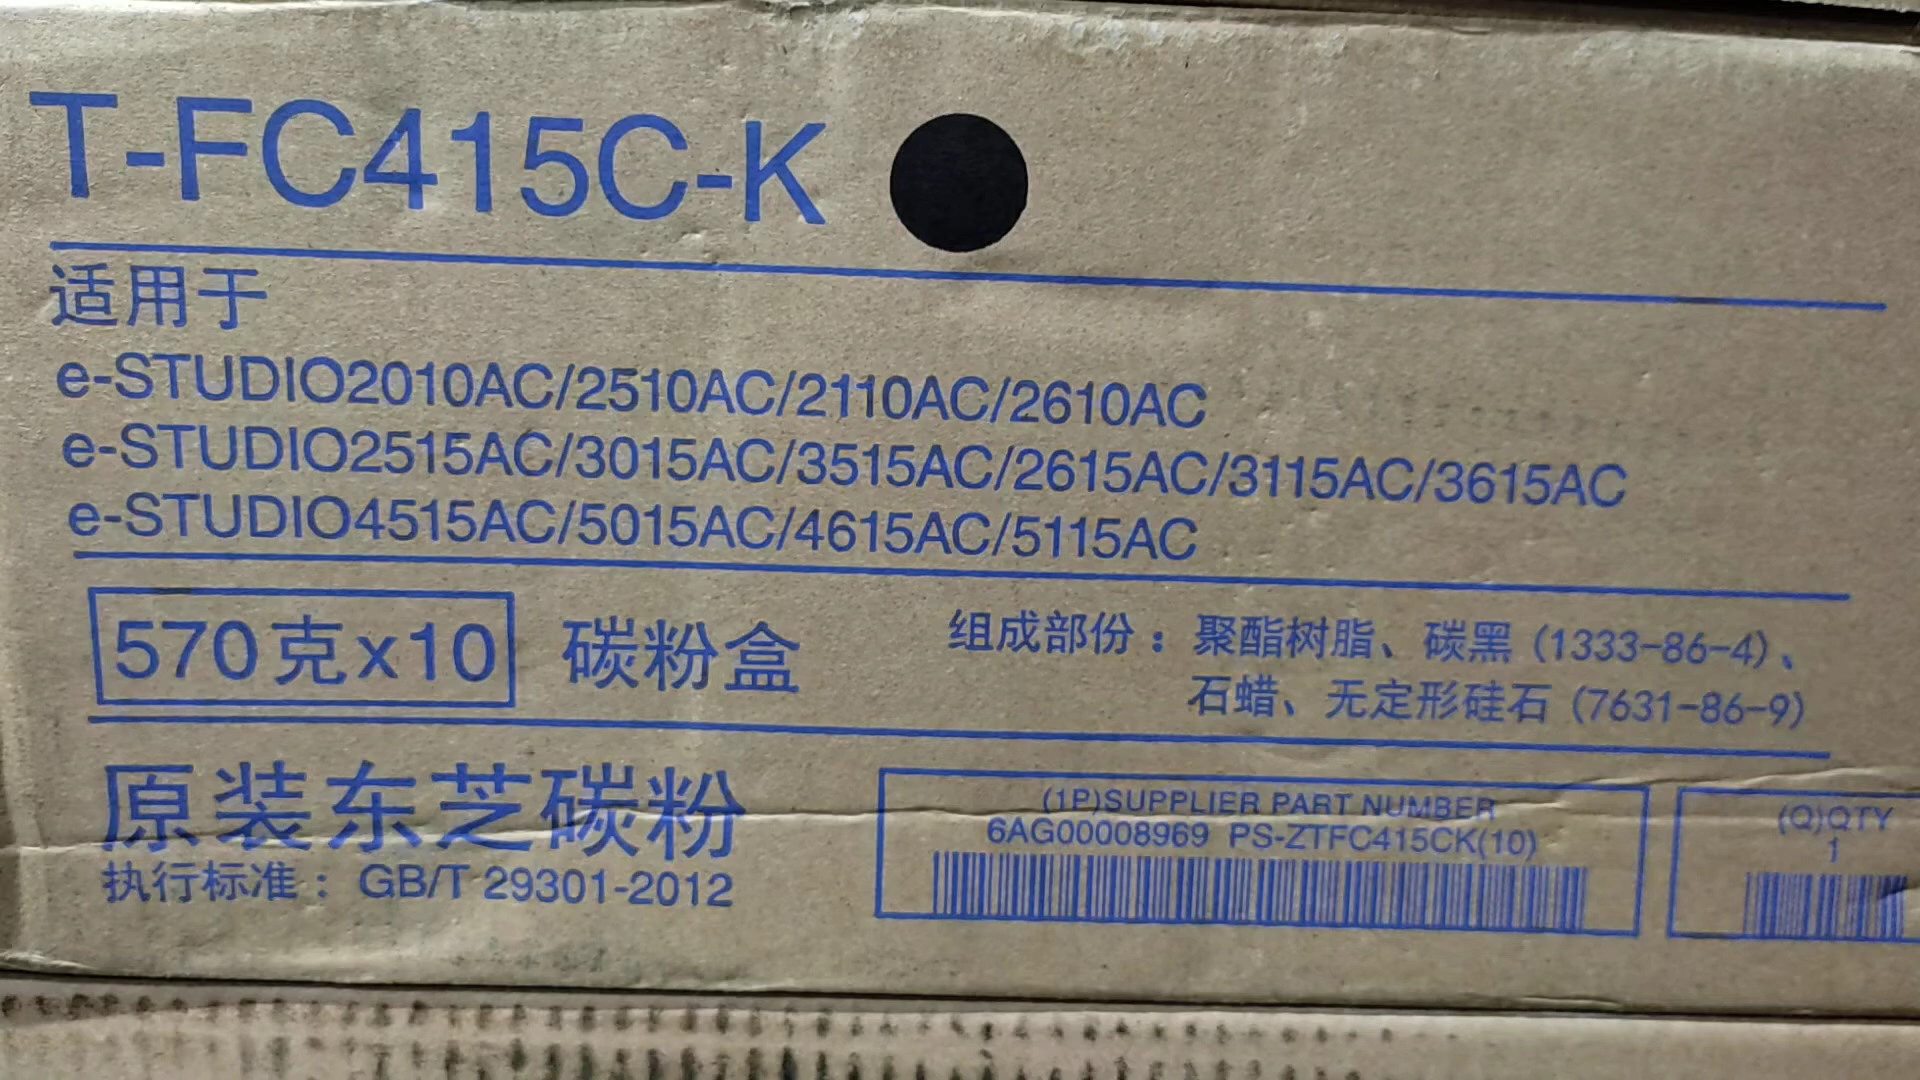 T-FC415C-K
适用于
e-STUDIO2010AC/2510AC/2110AC/2610AC
e-STUDIO2515AC/3015AC/3515AC/2615AC/3115AC/3615AC
e-STUDIO4515AC/5015AC/4615AC/5115AC
570克x10 碳粉盒
组成部份：聚酯树脂、碳黑 (1333-86-4)、
石蜡、无定形硅石 (7631-86-9)
原装东芝碳粉
执行标准：GB/T 29301-2012
(1P)SUPPLIER PART NUMBER
6AG00008969 PS-ZTFC415CK(10)
(Q)QTY
1